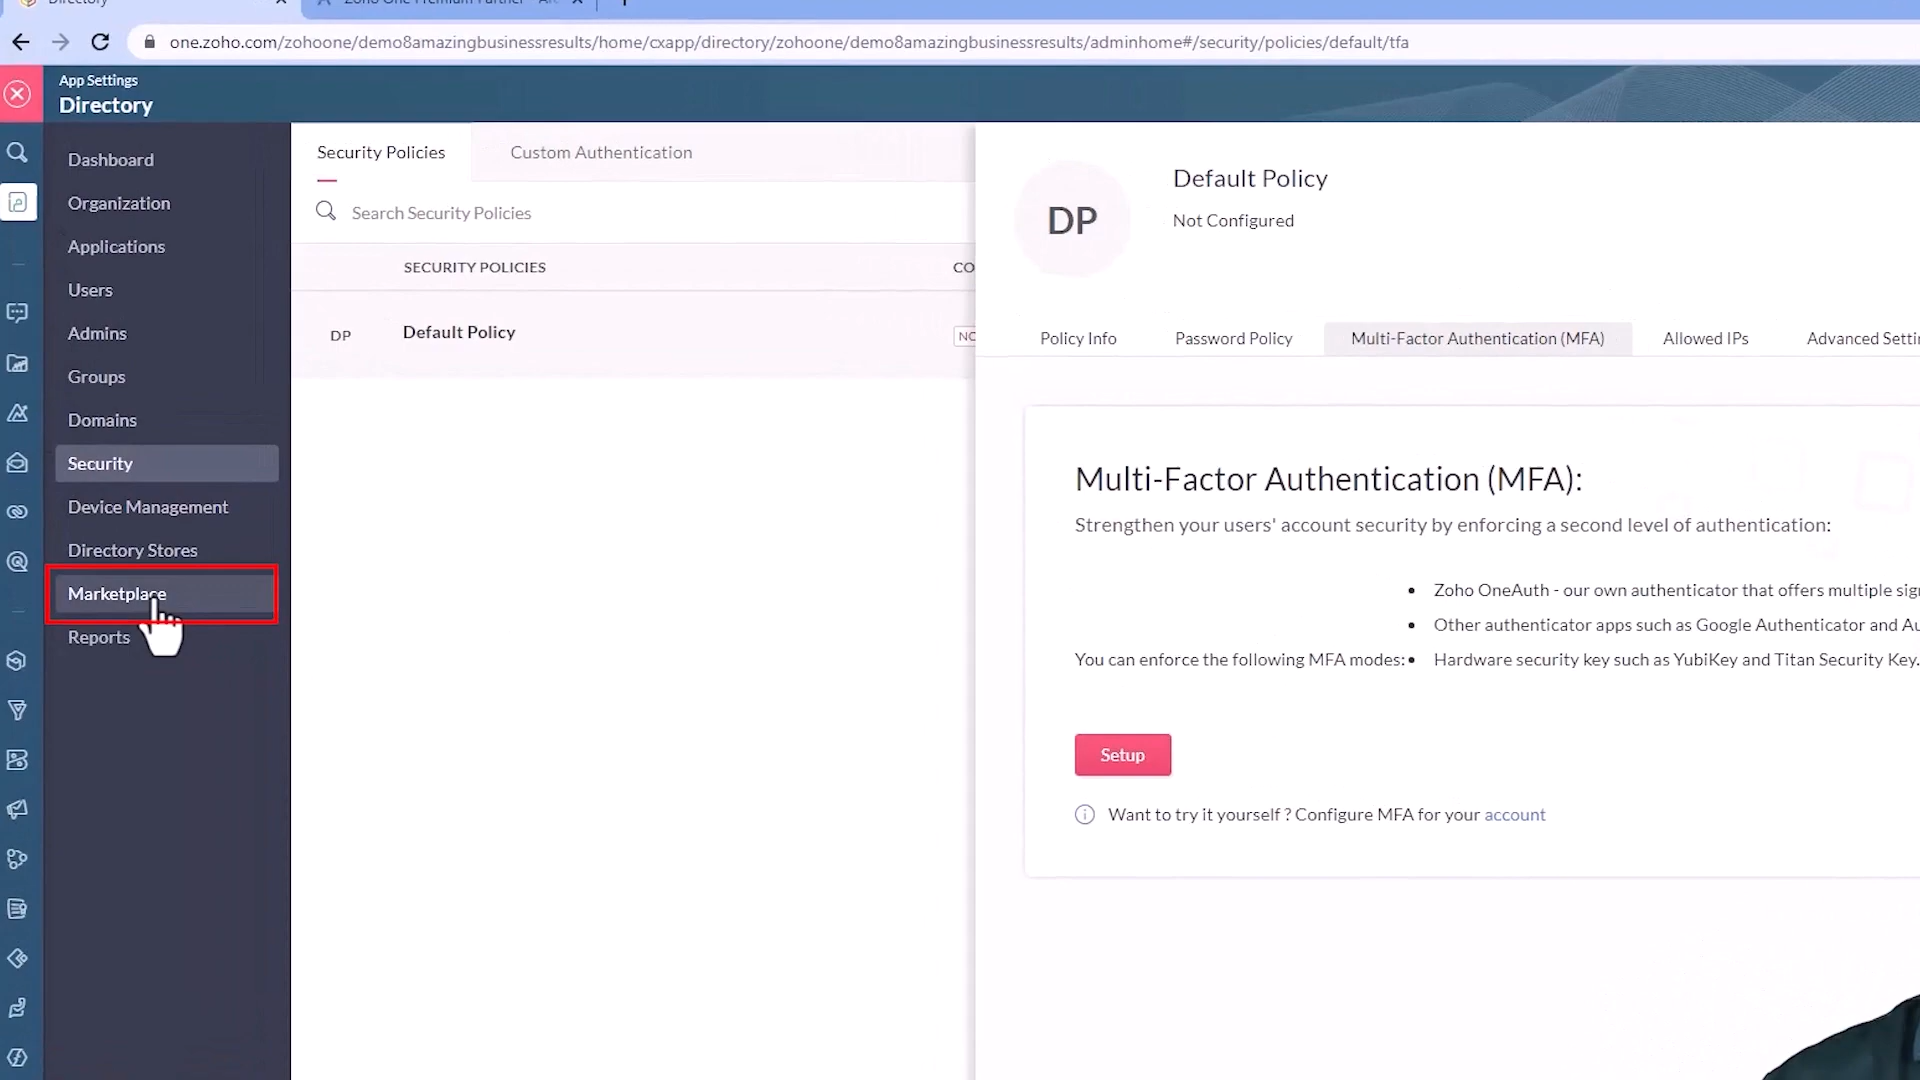 Directory
one.zoho.com/zohoone/demo8amazingbusinessresults/home/cxapp/directory/zohoone/demo8amazingbusinessresults/adminhome#/security/policies/default/tfa
App Settings
Directory
Dashboard
Organization
Applications
Users
Admins
Groups
Domains
Security
Device Management
Directory Stores
Marketplace
Reports
Security Policies
Custom Authentication
Search Security Policies
SECURITY POLICIES
CO
DP
Default Policy
NO
DP
Default Policy
Not Configured
Policy Info
Password Policy
Multi-Factor Authentication (MFA)
Allowed IPs
Advanced Setti
Multi-Factor Authentication (MFA):
Strengthen your users' account security by enforcing a second level of authentication:
You can enforce the following MFA modes:
• Zoho OneAuth - our own authenticator that offers multiple sig
• Other authenticator apps such as Google Authenticator and Au
• Hardware security key such as YubiKey and Titan Security Key.
Setup
Want to try it yourself ? Configure MFA for your account